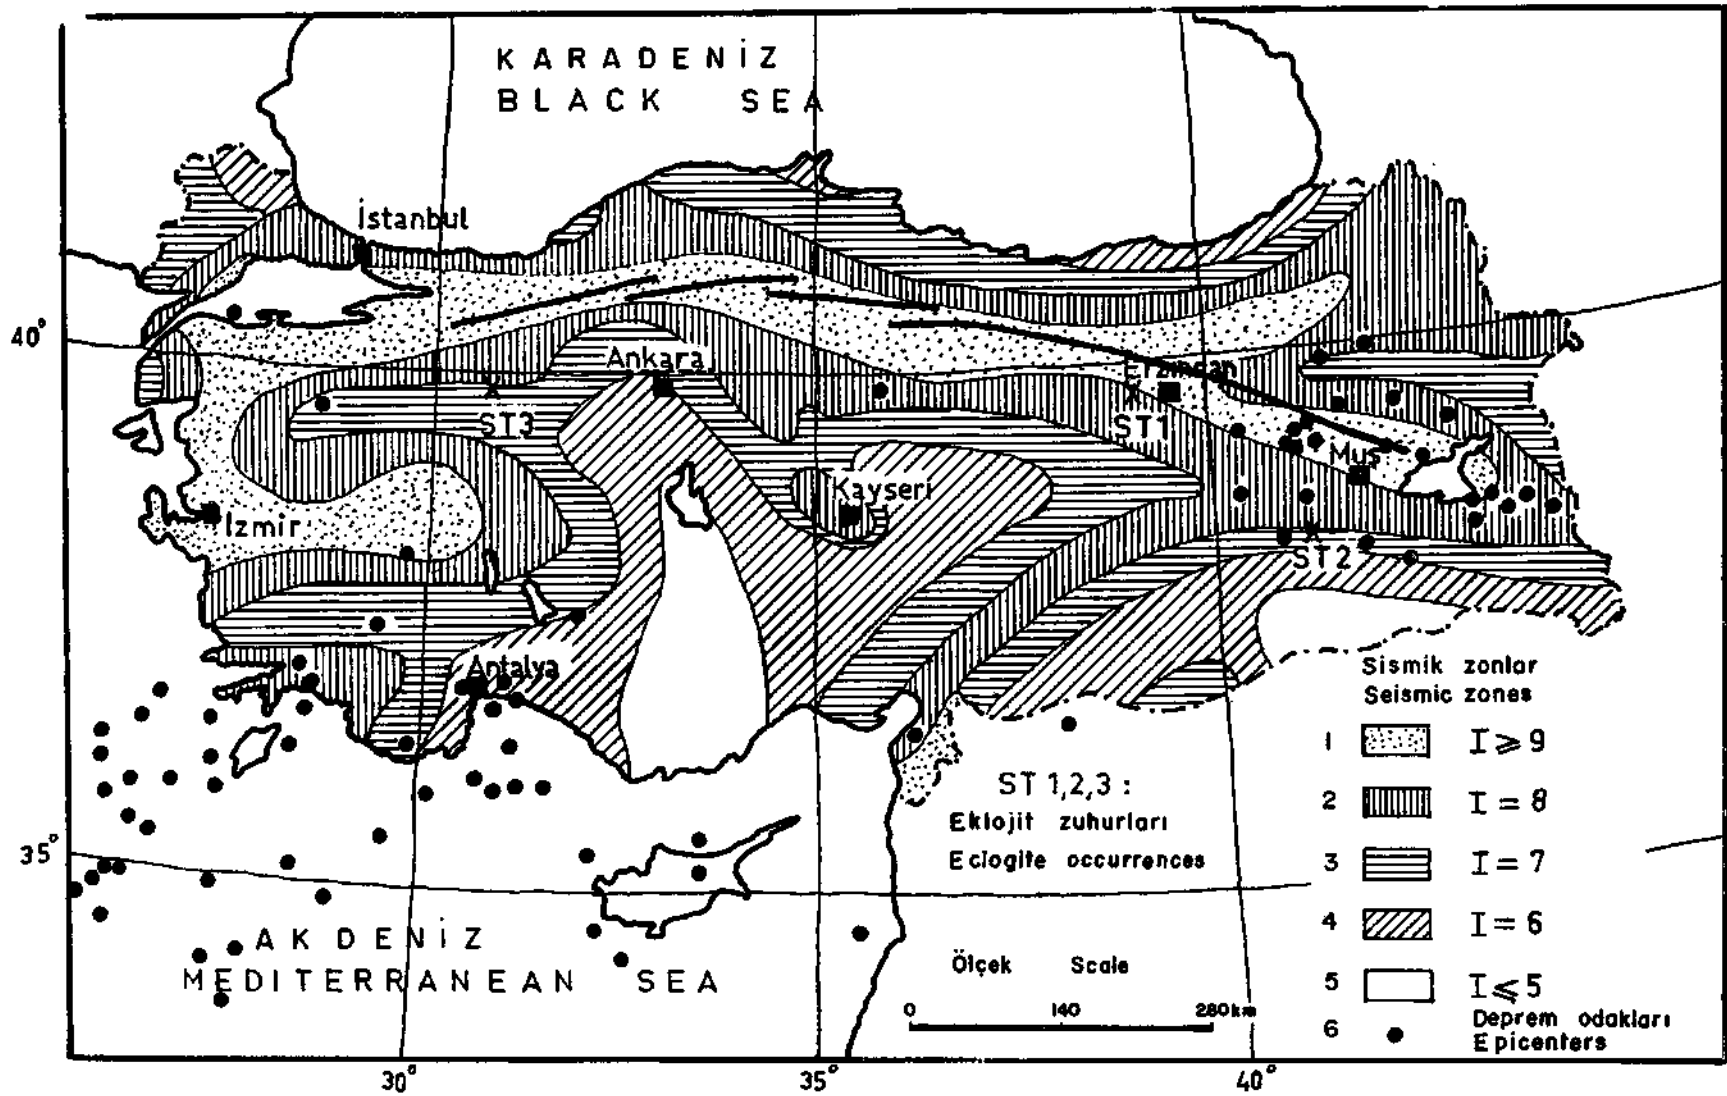 KARADENİZ
BLACK SEA
İstanbul
40°
Ankara
Erzincan
ST3
ST1
Muş
Kayseri
İzmir
ST2
Antalya
Sismik zonlar
Seismic zones
1 I ⩾ 9
ST 1,2,3 :
2 I = 8
Eklojit zuhurları
35°
Eclogite occurrences
3 I = 7
4 I = 6
AKDENİZ
MEDITERRANEAN SEA
Ölçek Scale
5 I ⩽ 5
0 140 280km
6 Deprem odakları
Epicenters
30° 35° 40°